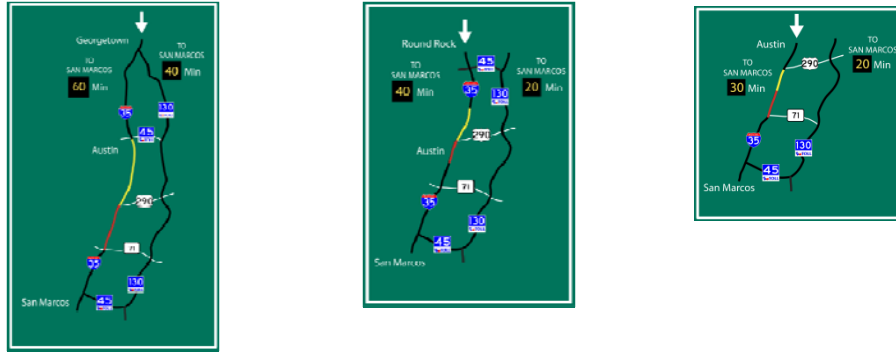 Georgetown
TO
SAN MARCOS
60 Min
TO
SAN MARCOS
40 Min
35
130
45
Austin
290
71
35
130
San Marcos
45
Round Rock
45
TO
SAN MARCOS
40 Min
TO
SAN MARCOS
20 Min
35
130
Austin
290
71
35
130
45
San Marcos
Austin
290
TO
SAN MARCOS
30 Min
TO
SAN MARCOS
20 Min
71
35
130
45
San Marcos